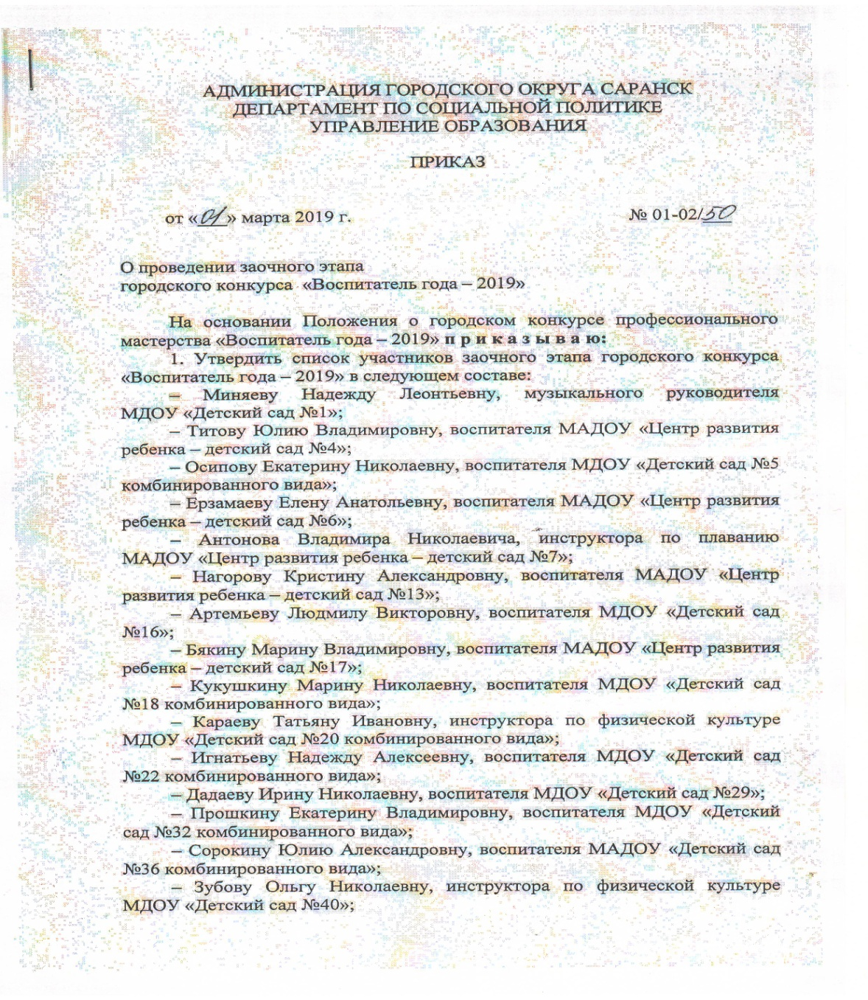 АДМИНИСТРАЦИЯ ГОРОДСКОГО ОКРУГА САРАНСК
ДЕПАРТАМЕНТ ПО СОЦИАЛЬНОЙ ПОЛИТИКЕ
УПРАВЛЕНИЕ ОБРАЗОВАНИЯ
ПРИКАЗ
от «01» марта 2019 г. № 01-02/50
О проведении заочного этапа
городского конкурса «Воспитатель года – 2019»
На основании Положения о городском конкурсе профессионального
мастерства «Воспитатель года – 2019» п р и к а з ы в а ю:
1. Утвердить список участников заочного этапа городского конкурса
«Воспитатель года – 2019» в следующем составе:
– Миняеву Надежду Леонтьевну, музыкального руководителя
МДОУ «Детский сад №1»;
– Титову Юлию Владимировну, воспитателя МАДОУ «Центр развития
ребенка – детский сад №4»;
– Осипову Екатерину Николаевну, воспитателя МДОУ «Детский сад №5
комбинированного вида»;
– Ерзамаеву Елену Анатольевну, воспитателя МАДОУ «Центр развития
ребенка – детский сад №6»;
– Антонова Владимира Николаевича, инструктора по плаванию
МАДОУ «Центр развития ребенка – детский сад №7»;
– Нагорову Кристину Александровну, воспитателя МАДОУ «Центр
развития ребенка – детский сад №13»;
– Артемьеву Людмилу Викторовну, воспитателя МДОУ «Детский сад
№16»;
– Бякину Марину Владимировну, воспитателя МАДОУ «Центр развития
ребенка – детский сад №17»;
– Кукушкину Марину Николаевну, воспитателя МДОУ «Детский сад
№18 комбинированного вида»;
– Караеву Татьяну Ивановну, инструктора по физической культуре
МДОУ «Детский сад №20 комбинированного вида»;
– Игнатьеву Надежду Алексеевну, воспитателя МДОУ «Детский сад
№22 комбинированного вида»;
– Дадаеву Ирину Николаевну, воспитателя МДОУ «Детский сад №29»;
– Прошкину Екатерину Владимировну, воспитателя МДОУ «Детский
сад №32 комбинированного вида»;
– Сорокину Юлию Александровну, воспитателя МАДОУ «Детский сад
№36 комбинированного вида»;
– Зубову Ольгу Николаевну, инструктора по физической культуре
МДОУ «Детский сад №40»;